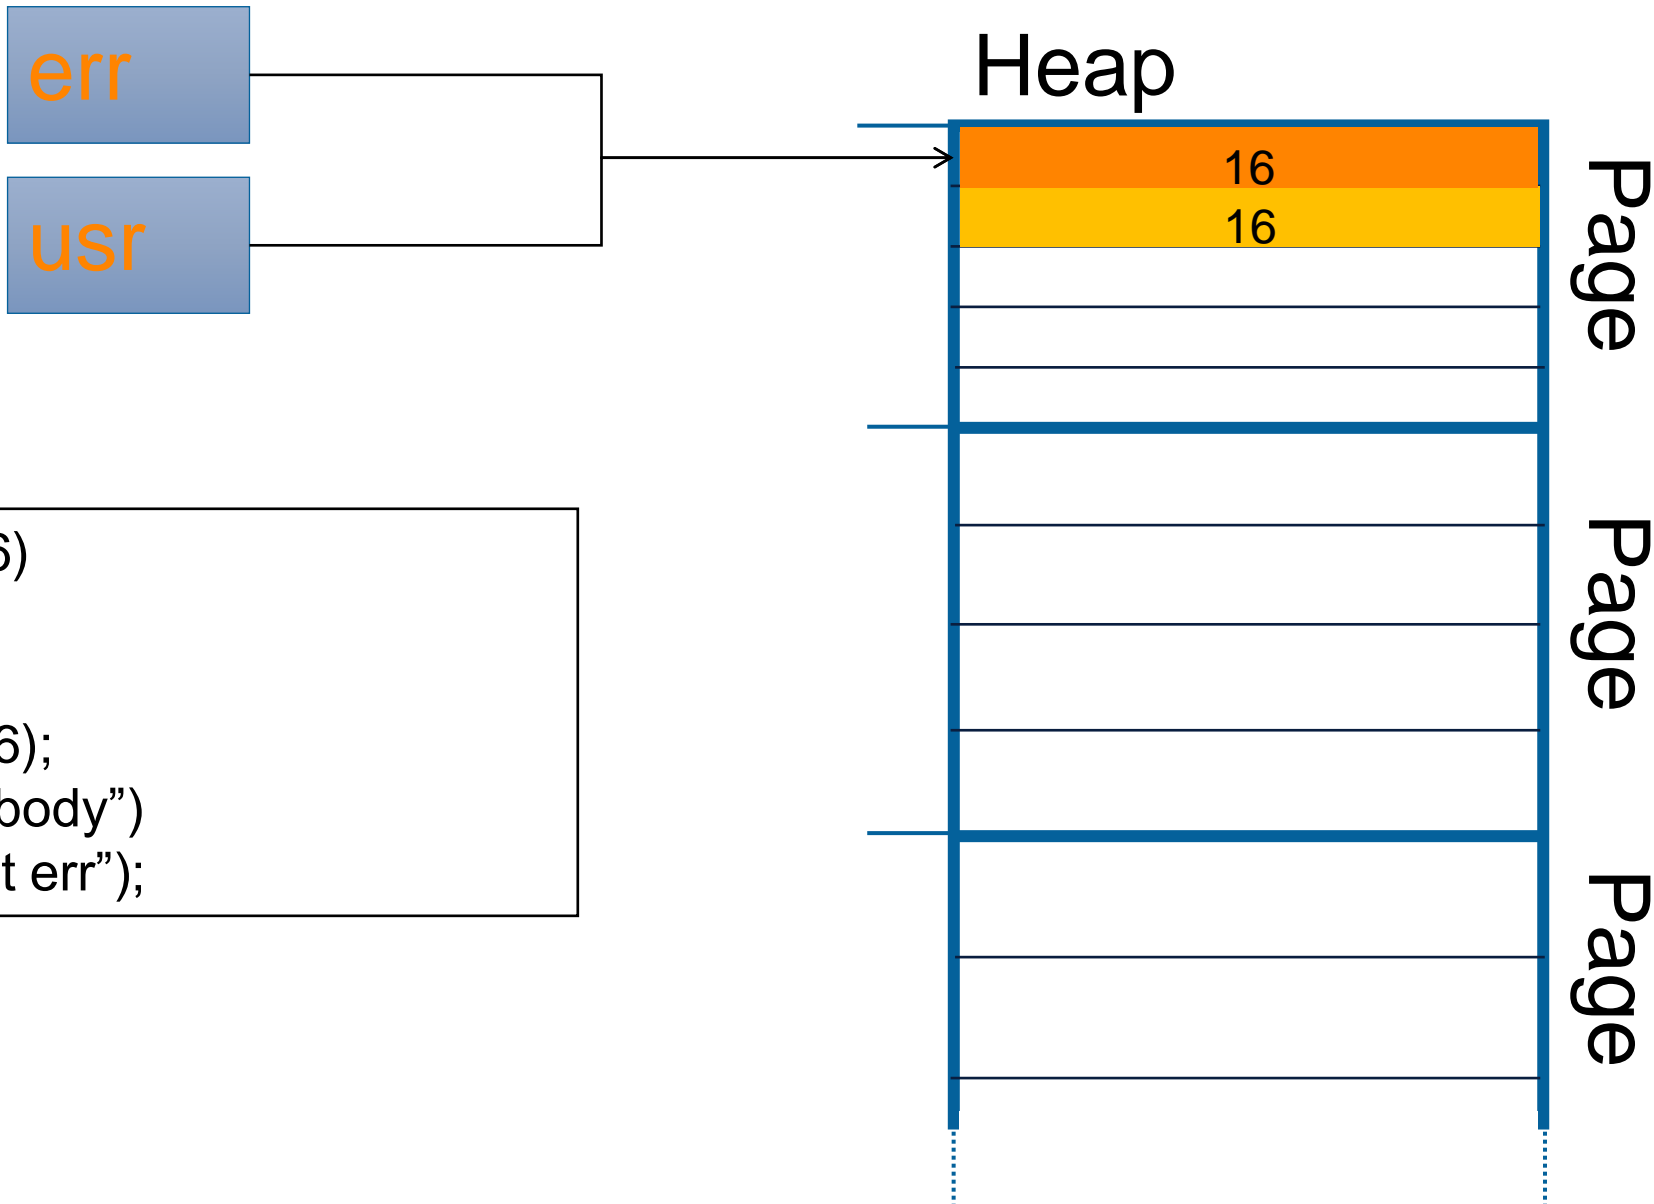 err
usr
Heap
16
16
Page
Page
Page
6)
6);
body”)
t err”);